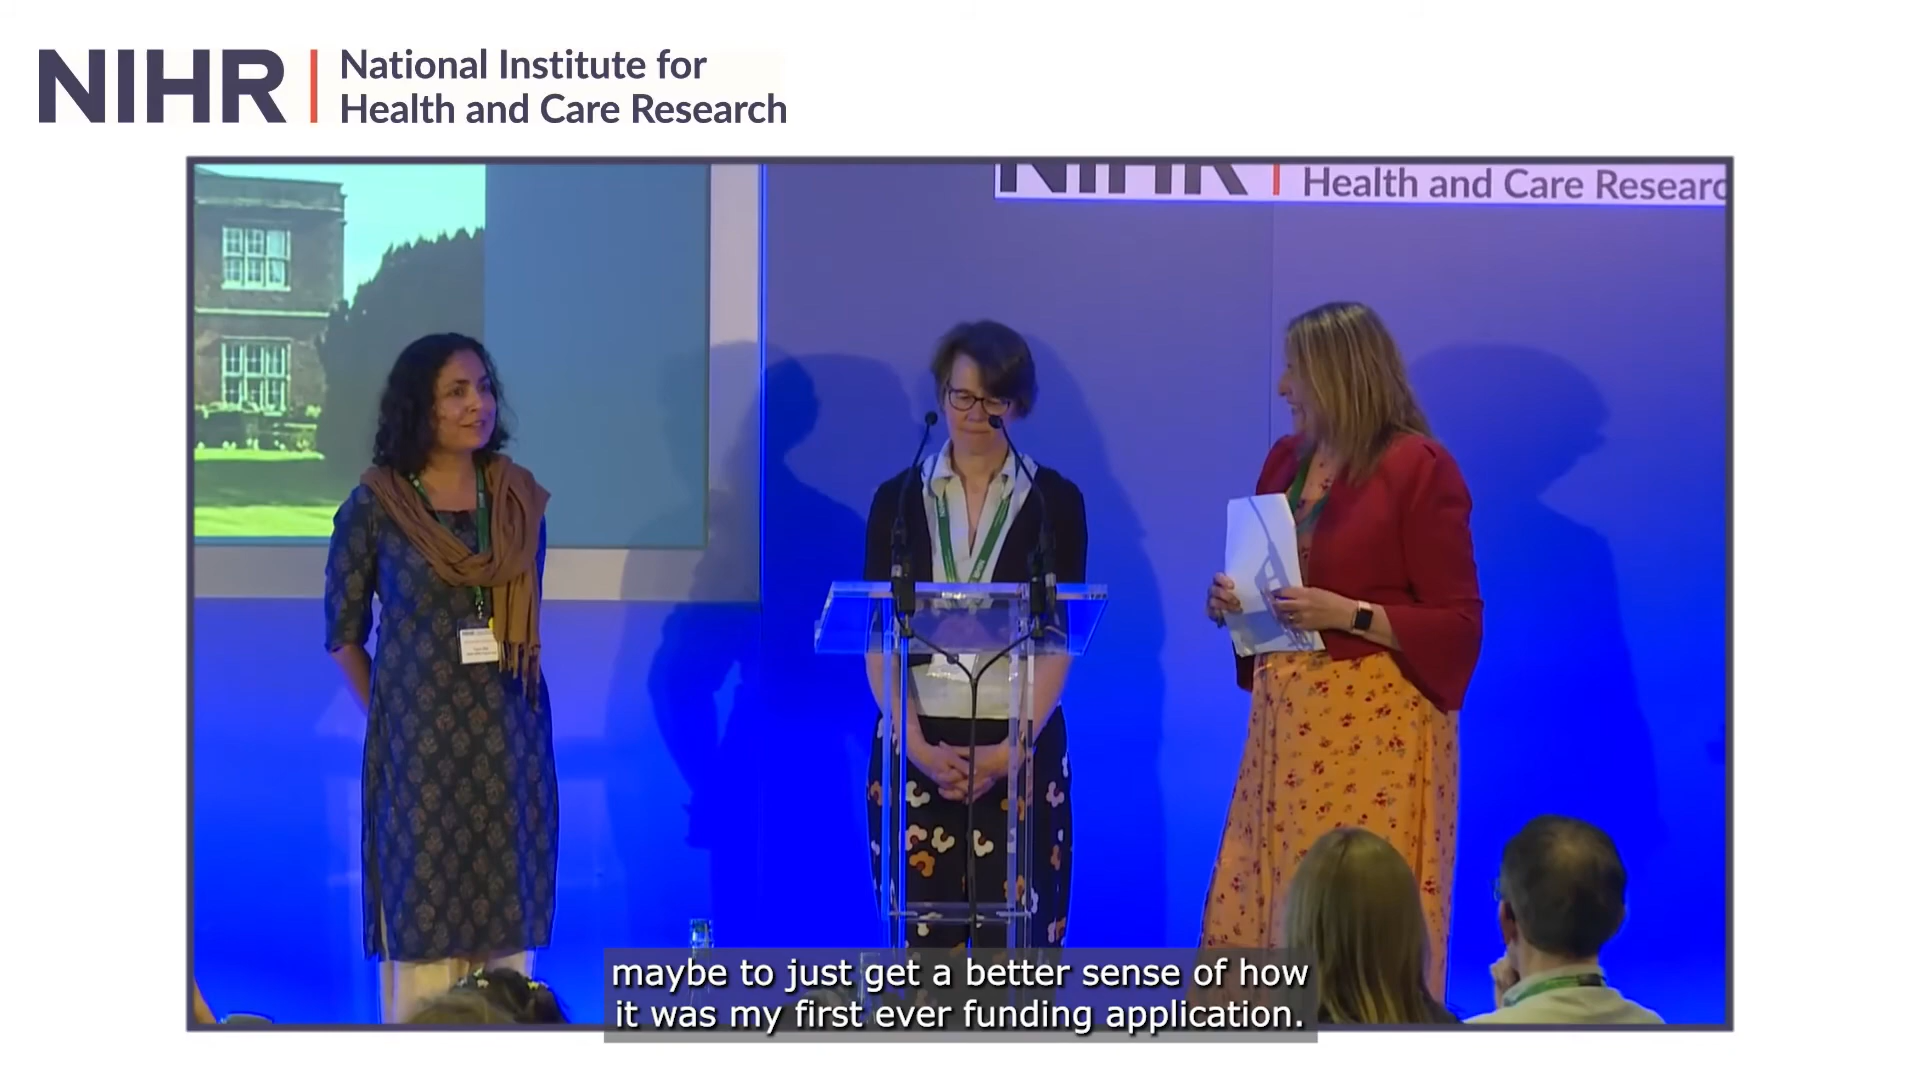 NIHR
National Institute for
Health and Care Research
NIHR
Health and Care Researc
maybe to just get a better sense of how
it was my first ever funding application.